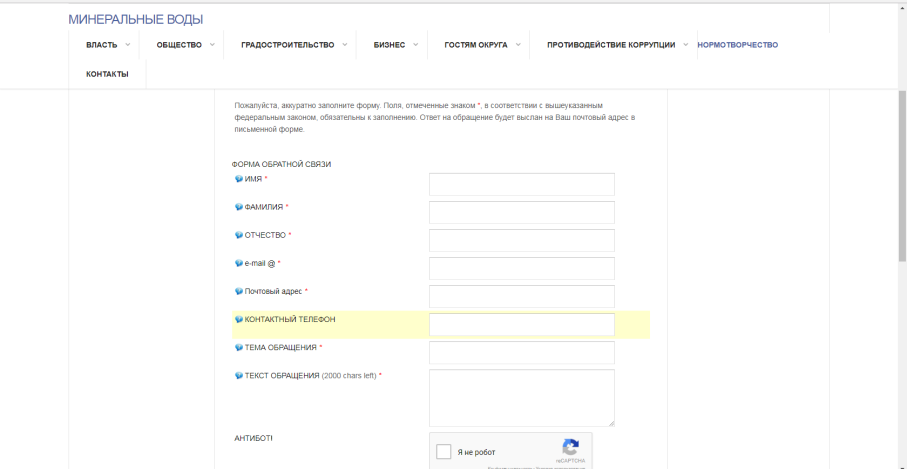 МИНЕРАЛЬНЫЕ ВОДЫ
ВЛАСТЬ ОБЩЕСТВО ГРАДОСТРОИТЕЛЬСТВО БИЗНЕС ГОСТЯМ ОКРУГА ПРОТИВОДЕЙСТВИЕ КОРРУПЦИИ НОРМОТВОРЧЕСТВО
КОНТАКТЫ
Пожалуйста, аккуратно заполните форму. Поля, отмеченные знаком *, в соответствии с вышеуказанным
федеральным законом, обязательны к заполнению. Ответ на обращение будет выслан на Ваш почтовый адрес в
письменной форме.
ФОРМА ОБРАТНОЙ СВЯЗИ
ИМЯ *
ФАМИЛИЯ *
ОТЧЕСТВО *
e-mail @ *
Почтовый адрес *
КОНТАКТНЫЙ ТЕЛЕФОН
ТЕМА ОБРАЩЕНИЯ *
ТЕКСТ ОБРАЩЕНИЯ (2000 chars left) *
АНТИБОТ!
Я не робот
reCAPTCHA